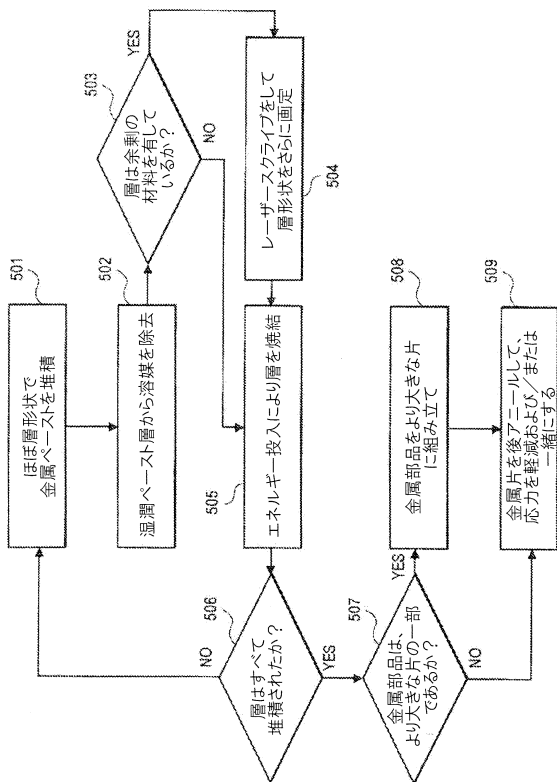 501
ほぼ層形状で
金属ペーストを堆積
502
湿潤ペースト層から溶媒を除去
503
層は余剰の
材料を有して
いるか？
YES
NO
504
レーザースクライブをして
層形状をさらに画定
505
エネルギー投入により層を焼結
506
層はすべて
堆積されたか？
NO
YES
507
金属部品は、
より大きな片の一部
であるか？
YES
NO
508
金属部品をより大きな片
に組み立て
509
金属片を後アニールして、
応力を軽減および／または
一緒にする